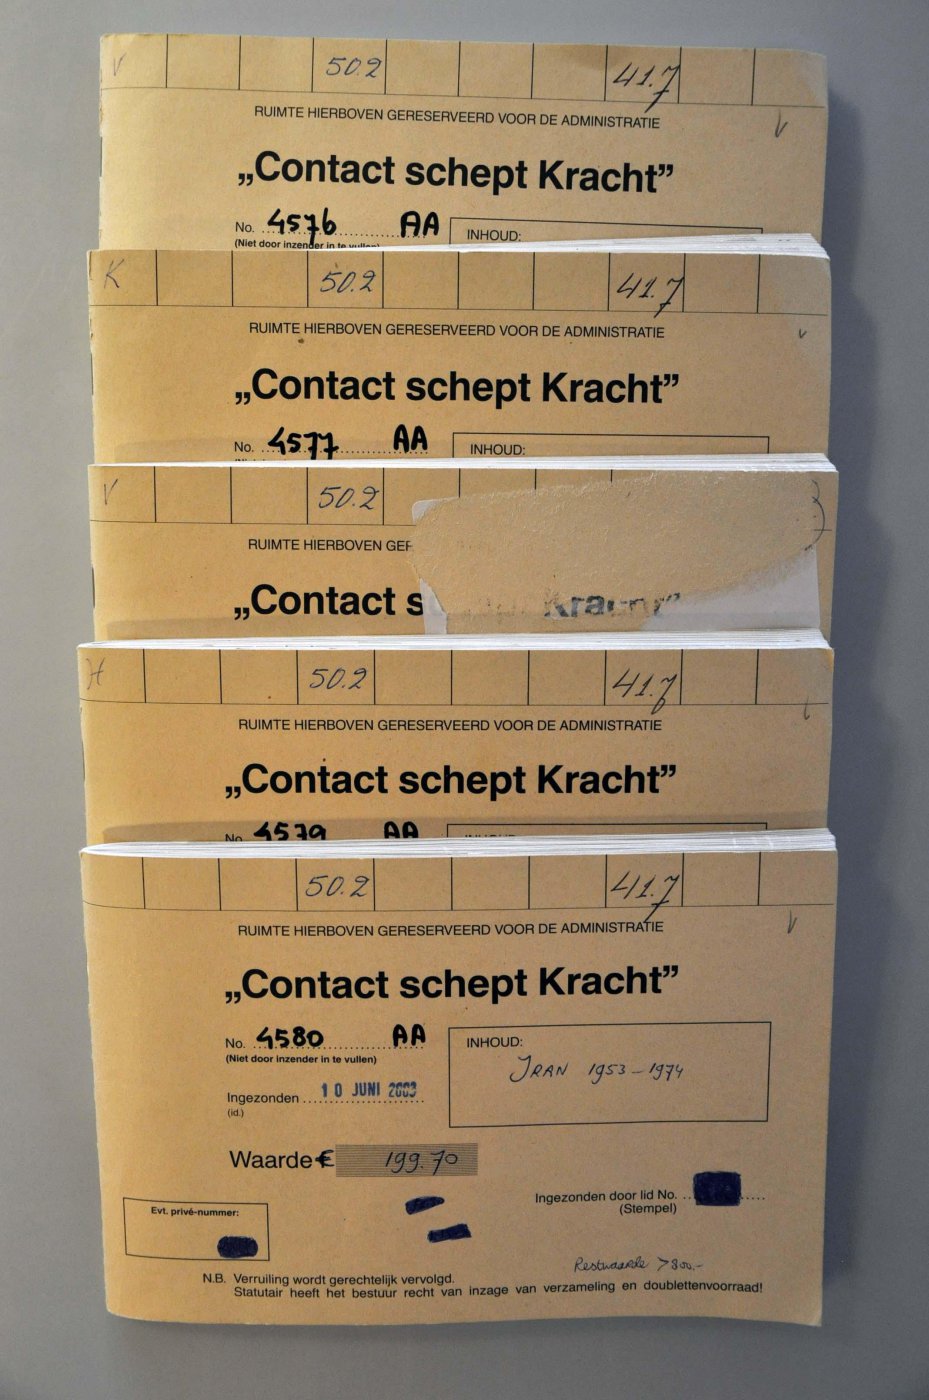 V 50.2 41.7
RUIMTE HIERBOVEN GERESERVEERD VOOR DE ADMINISTRATIE
V
„Contact schept Kracht”
No. 4576 AA
INHOUD:
(Niet door inzender in te vullen)
K 50.2 41.7
RUIMTE HIERBOVEN GERESERVEERD VOOR DE ADMINISTRATIE
v
„Contact schept Kracht”
No. 4577 AA
INHOUD:
V 50.2
RUIMTE HIERBOVEN GER
„Contact s Kracht”
H 50.2 41.7
RUIMTE HIERBOVEN GERESERVEERD VOOR DE ADMINISTRATIE
„Contact schept Kracht”
No. 4579 AA
INHOUD:
50.2 41.7
RUIMTE HIERBOVEN GERESERVEERD VOOR DE ADMINISTRATIE
V
„Contact schept Kracht”
No. 4580 AA
(Niet door inzender in te vullen)
INHOUD:
IRAN 1953 - 1974
Ingezonden 10 JUNI 2003
(id.)
Waarde € 199.70
Ingezonden door lid No.
(Stempel)
Evt. privé-nummer:
Restwaarde > 800,-
N.B. Verruiling wordt gerechtelijk vervolgd.
Statutair heeft het bestuur recht van inzage van verzameling en doublettenvoorraad!